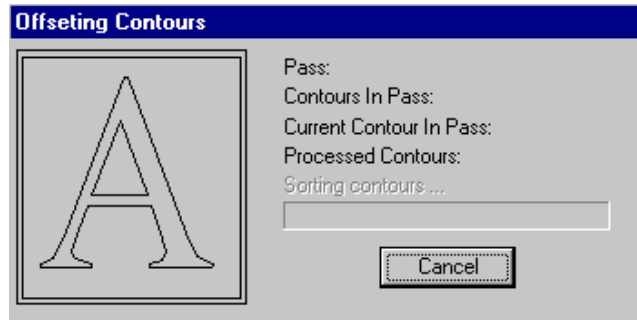 Offseting Contours
A
Pass:
Contours In Pass:
Current Contour In Pass:
Processed Contours:
Sorting contours ...
Cancel